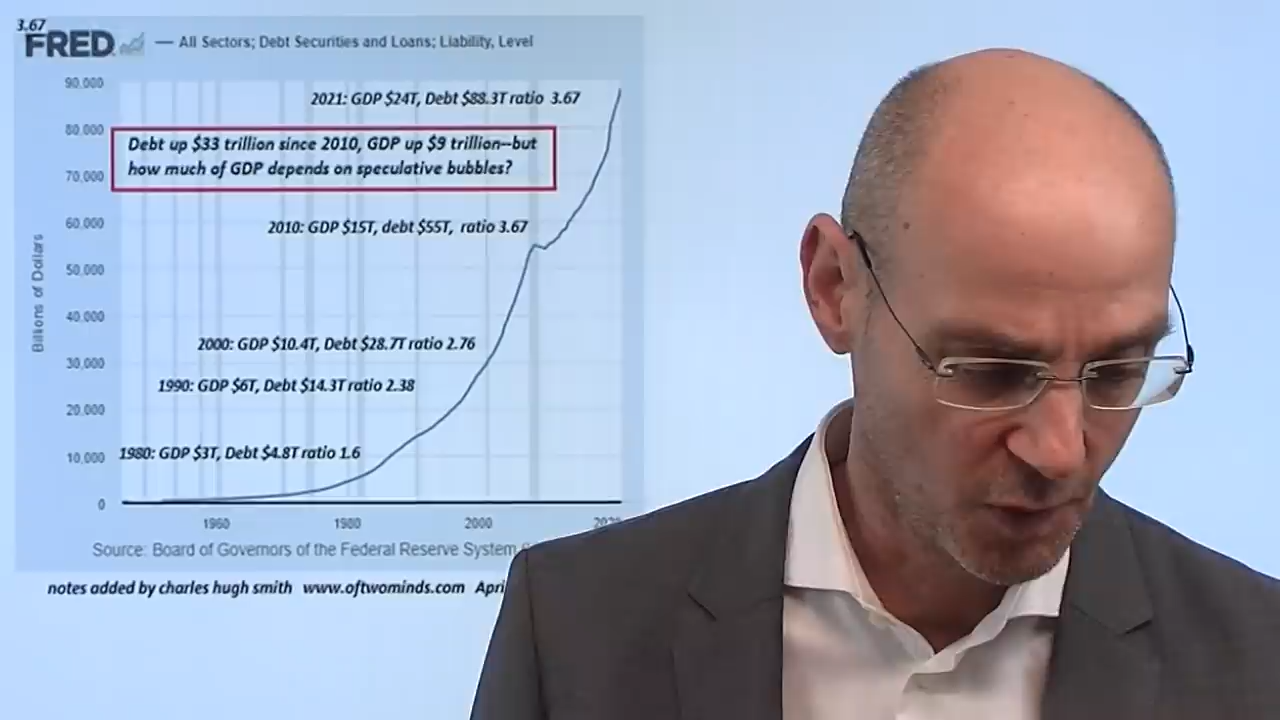 3.67
FRED — All Sectors; Debt Securities and Loans; Liability, Level
90,000
2021: GDP $24T, Debt $88.3T ratio 3.67
80,000
Debt up $33 trillion since 2010, GDP up $9 trillion--but
how much of GDP depends on speculative bubbles?
70,000
60,000
2010: GDP $15T, debt $55T, ratio 3.67
50,000
Billions of Dollars
40,000
2000: GDP $10.4T, Debt $28.7T ratio 2.76
30,000
1990: GDP $6T, Debt $14.3T ratio 2.38
20,000
10,000
1980: GDP $3T, Debt $4.8T ratio 1.6
0
1960 1980 2000
Source: Board of Governors of the Federal Reserve System
notes added by charles hugh smith www.oftwominds.com